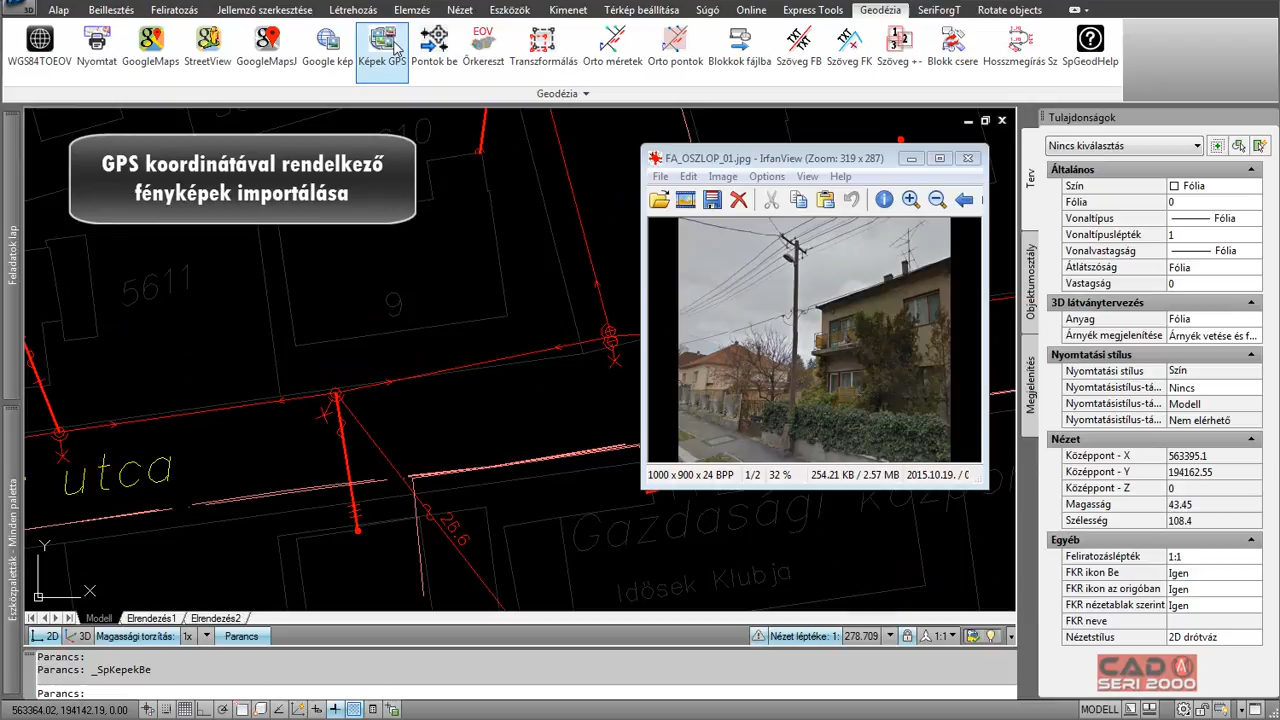 3D Alap Beillesztés Feliratozás Jellemző szerkesztése Létrehozás Elemzés Nézet Eszközök Kimenet Térkép beállítása Súgó Online Express Tools Geodézia SeriForgT Rotate objects
WGS84TOEOV Nyomtat GoogleMaps StreetView GoogleMapsJ Google kép Képek GPS Pontok be EOV Őrkereszt Transzformálás Orto méretek Orto pontok Blokkok fájlba Szöveg FB Szöveg FK Szöveg +- Blokk csere Hosszmegírás Sz SpGeodHelp
Geodézia
GPS koordinátával rendelkező
fényképek importálása
FA_OSZLOP_01.jpg - IrfanView (Zoom: 319 x 287)
File Edit Image Options View Help
1000 x 900 x 24 BPP 1/2 32 % 254.21 KB / 2.57 MB 2015.10.19. / 0
5611
9
utca
26.6
Idősek Klubja
Y
X
Feladatok lap
Eszközpaletták - Minden paletta
Modell Elrendezés1 Elrendezés2
2D 3D Magassági torzítás: 1x Parancs Nézet léptéke: 1: 278.709 1:1
Parancs:
Parancs: _SpKepekBe
Parancs:
563364.02, 194142.19, 0.00 MODELL
Tulajdonságok
Nincs kiválasztás
Terv
Objektumosztály
Megjelenítés
Általános
Szín Fólia
Fólia 0
Vonaltípus Fólia
Vonaltípuslépték 1
Vonalvastagság Fólia
Átlátszóság Fólia
Vastagság 0
3D látványtervezés
Anyag Fólia
Árnyék megjelenítése Árnyék vetése és f...
Nyomtatási stílus
Nyomtatási stílus Szín
Nyomtatásistílus-tá... Nincs
Nyomtatásistílus-tá... Modell
Nyomtatásistílus-tá... Nem elérhető
Nézet
Középpont - X 563395.1
Középpont - Y 194162.55
Középpont - Z 0
Magasság 43.45
Szélesség 108.4
Egyéb
Feliratozáslépték 1:1
FKR ikon Be Igen
FKR ikon az origóban Igen
FKR nézetablak szerint Igen
FKR neve
Nézetstílus 2D drótváz
CAD
SERI 2000